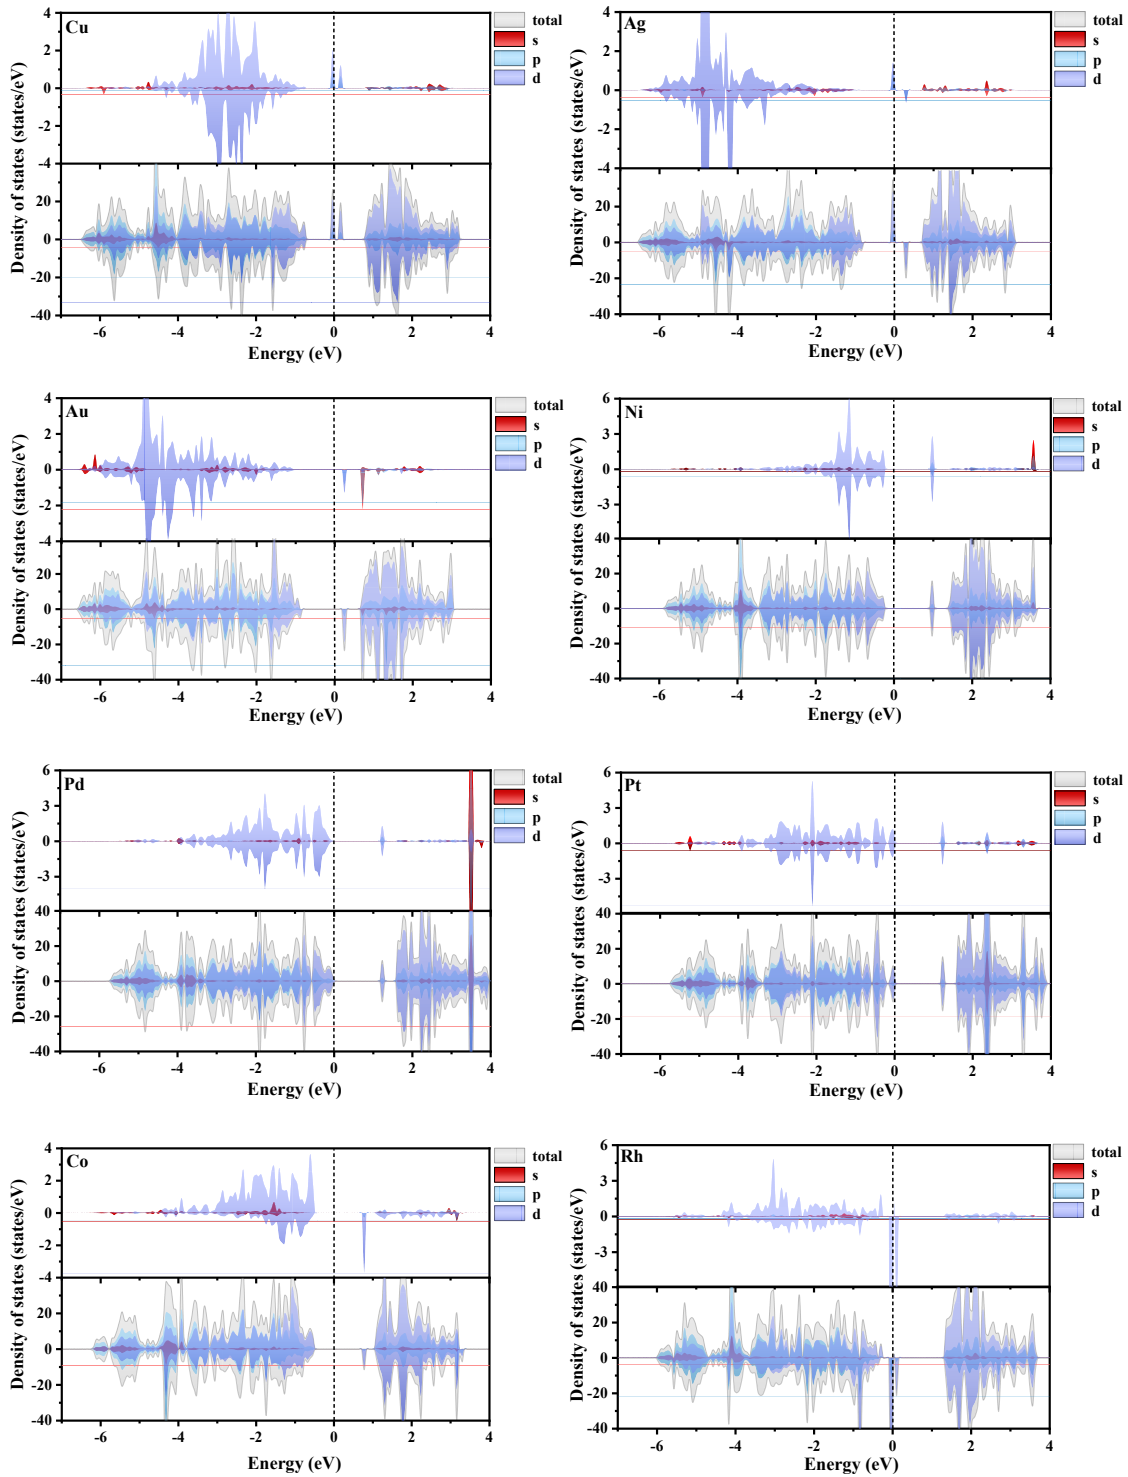 Cu
total
s
p
d
4
2
0
-2
-4
20
0
-20
-40
-6 -4 -2 0 2 4
Energy (eV)
Density of states (states/eV)
Ag
total
s
p
d
4
2
0
-2
-4
20
0
-20
-40
-6 -4 -2 0 2 4
Energy (eV)
Density of states (states/eV)
Au
total
s
p
d
4
2
0
-2
-4
20
0
-20
-40
-6 -4 -2 0 2 4
Energy (eV)
Density of states (states/eV)
Ni
total
s
p
d
6
3
0
-3
40
20
0
-20
-40
-6 -4 -2 0 2 4
Energy (eV)
Density of states (states/eV)
Pd
total
s
p
d
6
3
0
-3
40
20
0
-20
-40
-6 -4 -2 0 2 4
Energy (eV)
Density of states (states/eV)
Pt
total
s
p
d
6
3
0
-3
40
20
0
-20
-40
-6 -4 -2 0 2 4
Energy (eV)
Density of states (states/eV)
Co
total
s
p
d
4
2
0
-2
-4
20
0
-20
-40
-6 -4 -2 0 2 4
Energy (eV)
Density of states (states/eV)
Rh
total
s
p
d
6
3
0
-3
40
20
0
-20
-40
-6 -4 -2 0 2 4
Energy (eV)
Density of states (states/eV)